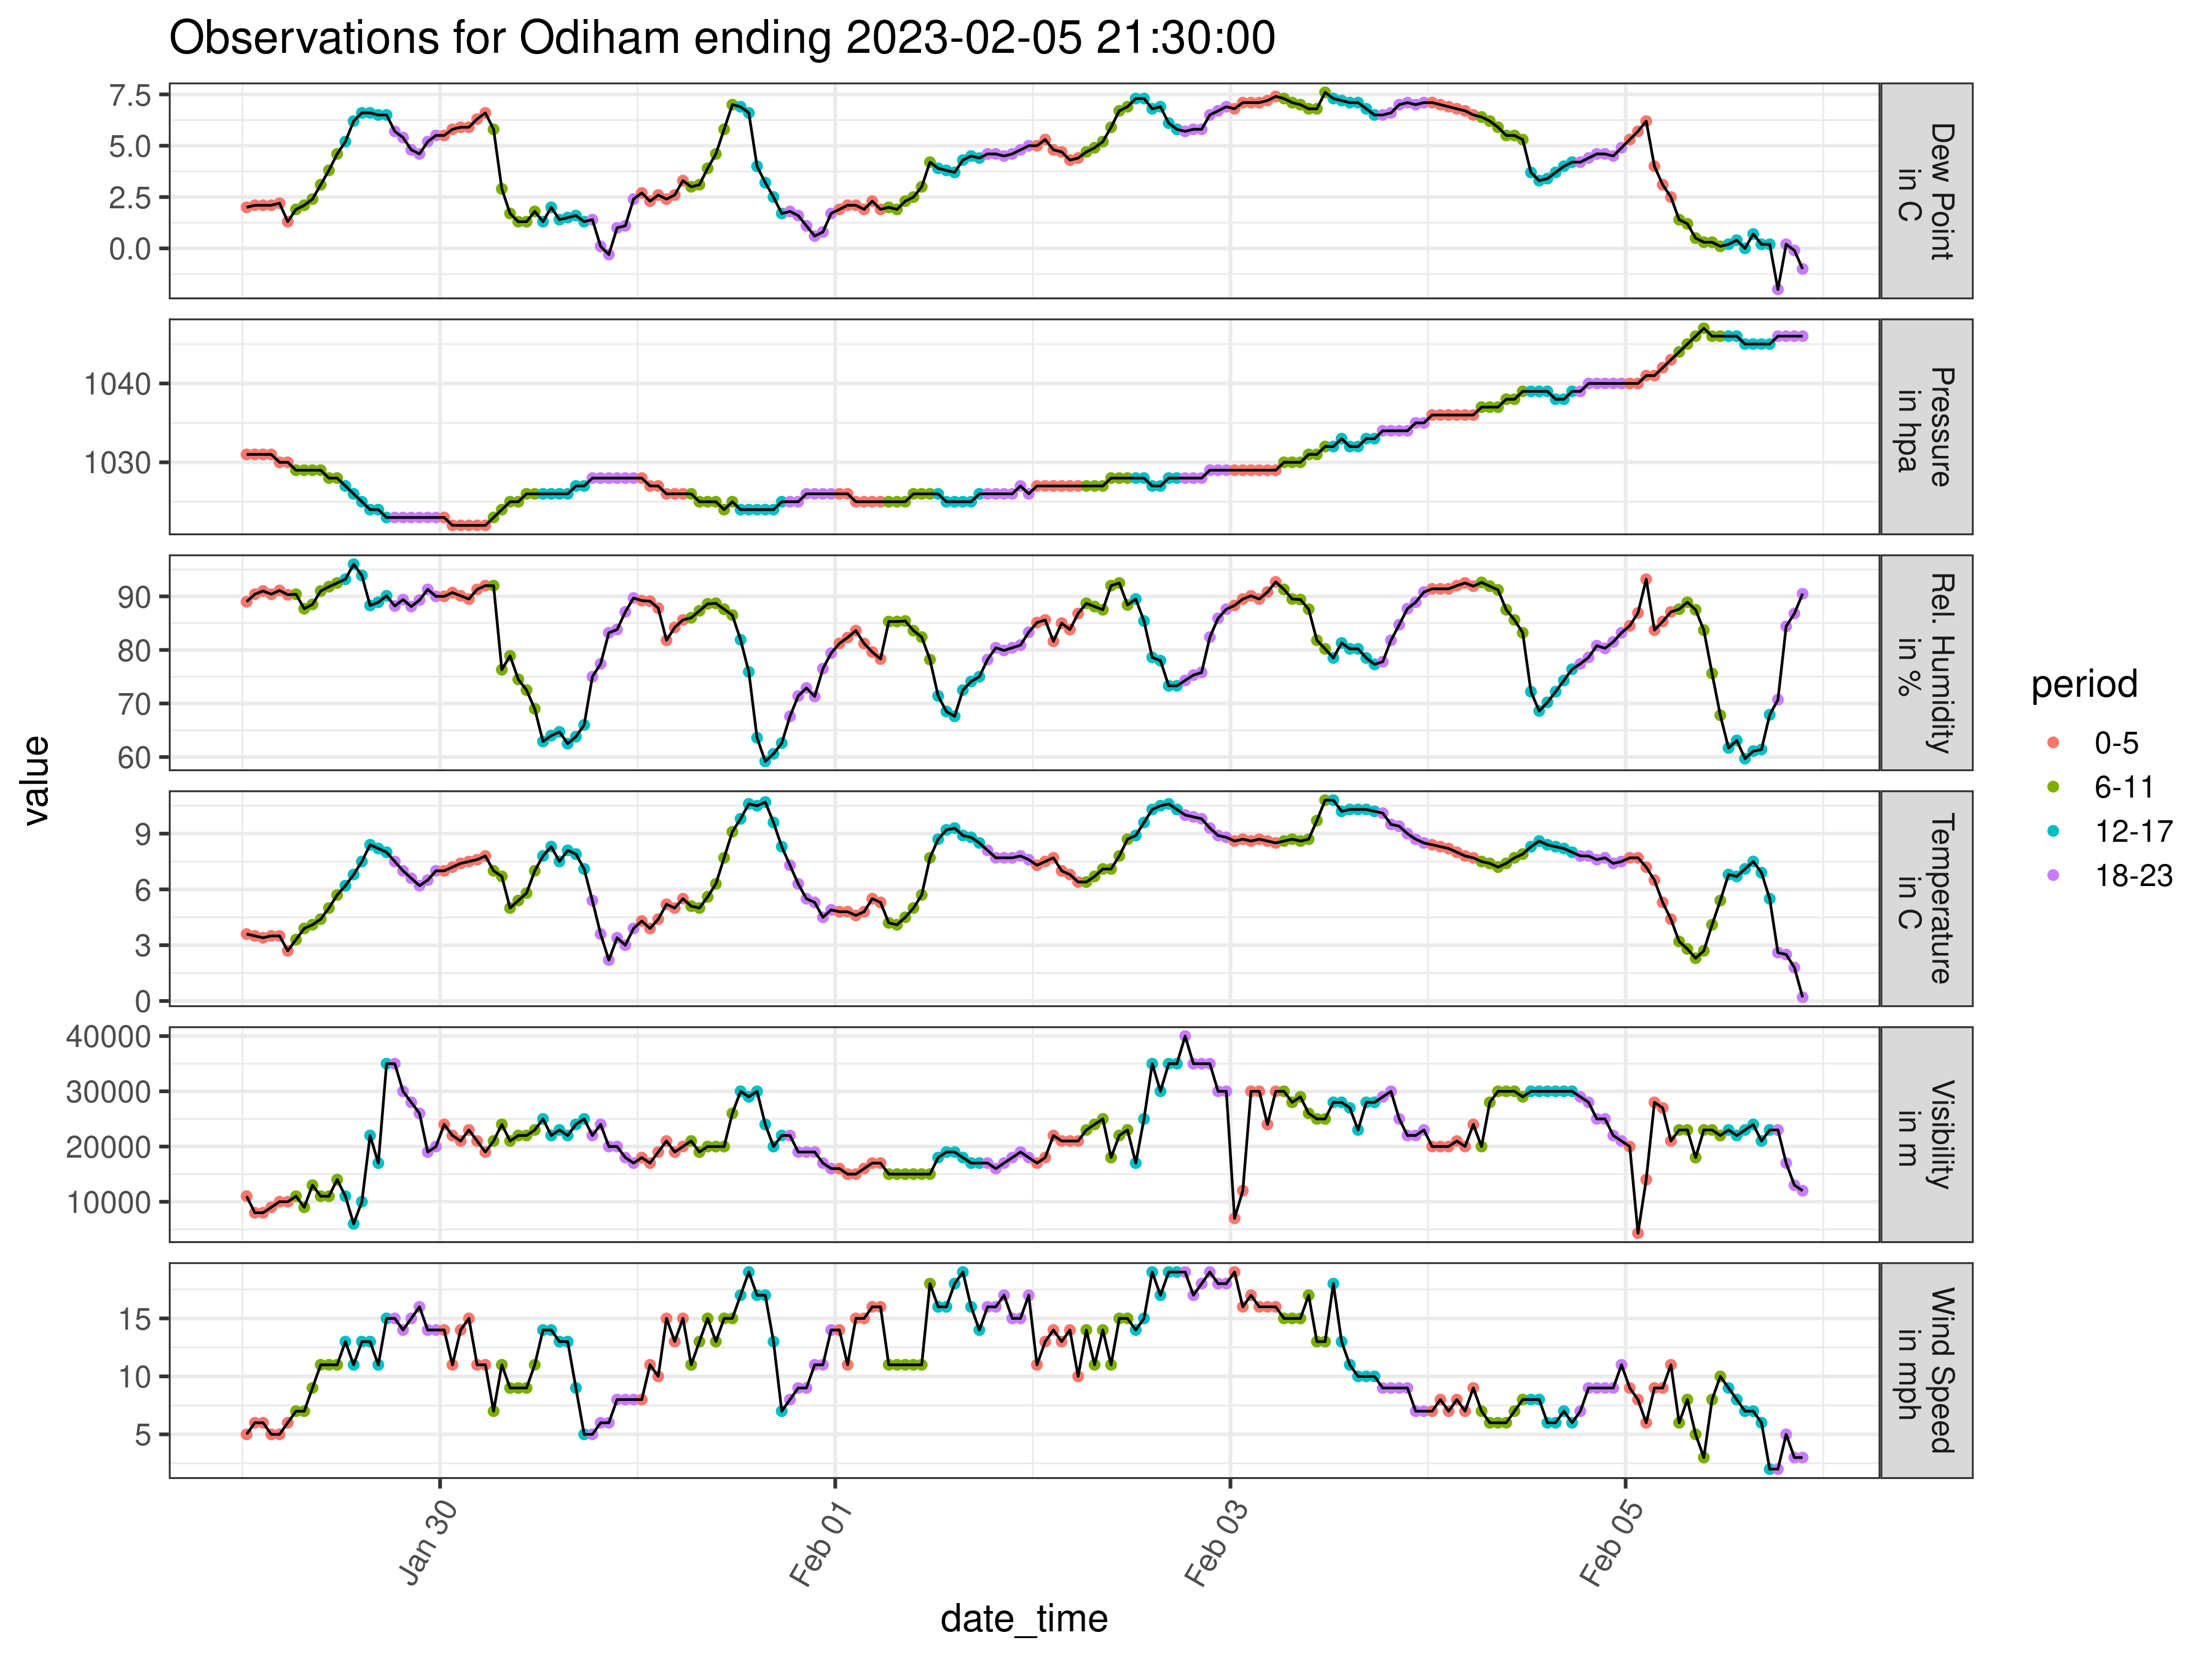 Observations for Odiham ending 2023-02-05 21:30:00
value
7.5
5.0
2.5
0.0
Dew Point
in C
1040
1030
Pressure
in hpa
90
80
70
60
Rel. Humidity
in %
9
6
3
0
Temperature
in C
40000
30000
20000
10000
Visibility
in m
15
10
5
Wind Speed
in mph
Jan 30
Feb 01
Feb 03
Feb 05
date_time
period
0-5
6-11
12-17
18-23